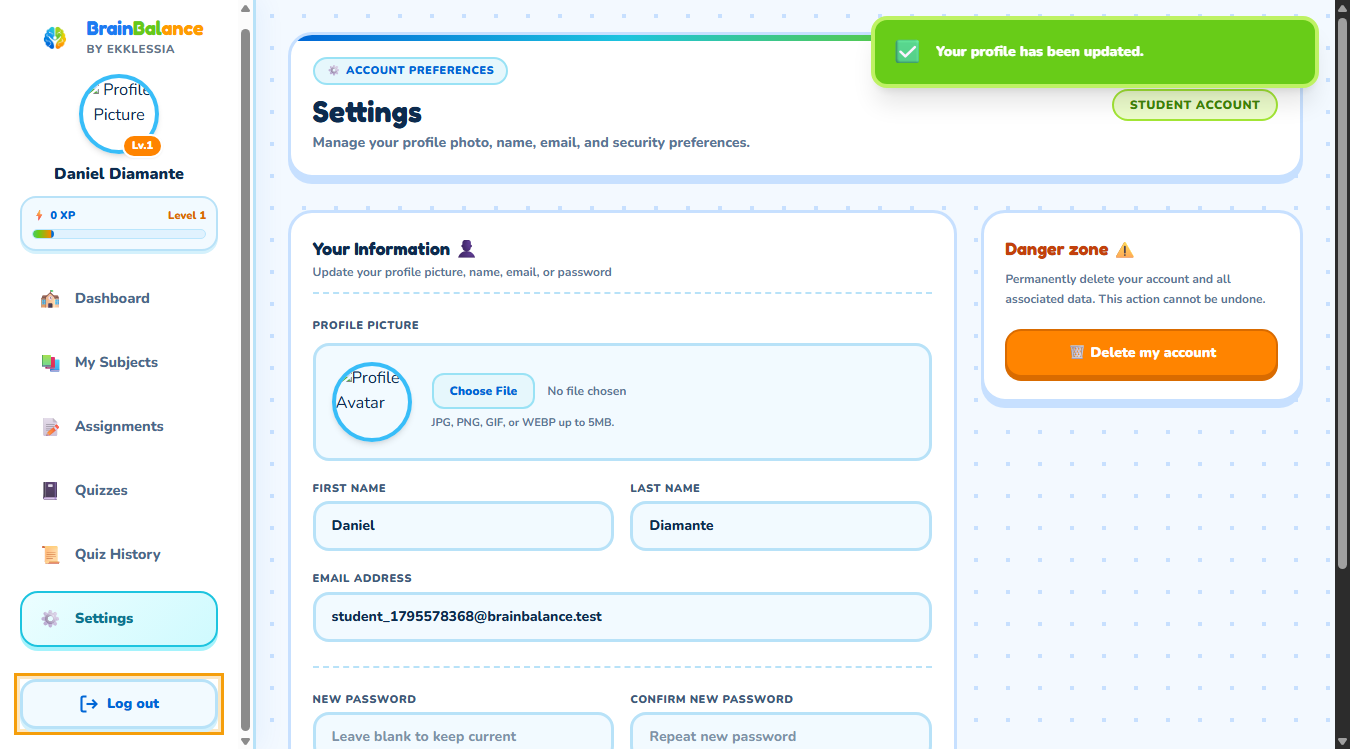 BrainBalance
BY EKKLESSIA
Profile
Picture
Lv.1
Daniel Diamante
0 XP
Level 1
Dashboard
My Subjects
Assignments
Quizzes
Quiz History
Settings
Log out
ACCOUNT PREFERENCES
Settings
Manage your profile photo, name, email, and security preferences.
Your profile has been updated.
STUDENT ACCOUNT
Your Information
Update your profile picture, name, email, or password
PROFILE PICTURE
Profile
Avatar
Choose File No file chosen
JPG, PNG, GIF, or WEBP up to 5MB.
FIRST NAME
Daniel
LAST NAME
Diamante
EMAIL ADDRESS
student_1795578368@brainbalance.test
NEW PASSWORD
Leave blank to keep current
CONFIRM NEW PASSWORD
Repeat new password
Danger zone
Permanently delete your account and all
associated data. This action cannot be undone.
Delete my account